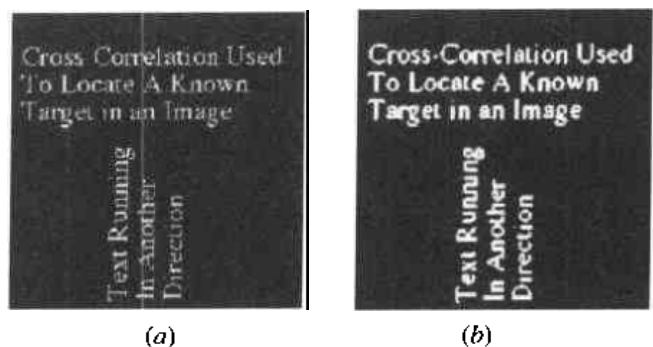 Cross-Correlation Used
To Locate A Known
Target in an Image
Text Running
In Another
Direction
(a)
Cross-Correlation Used
To Locate A Known
Target in an Image
Text Running
In Another
Direction
(b)